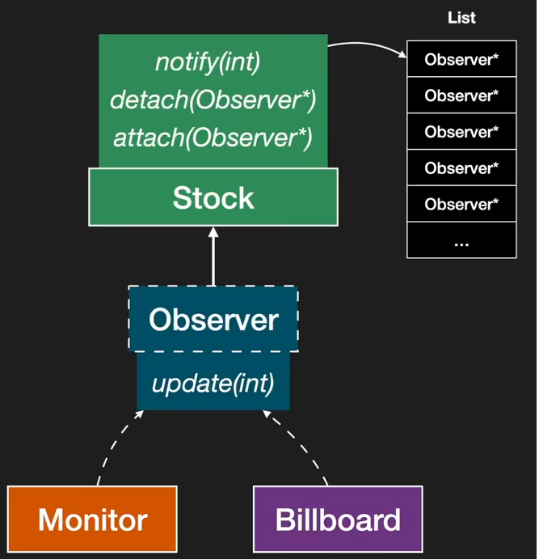 List
notify(int)
detach(Observer*)
attach(Observer*)
Stock
Observer*
Observer*
Observer*
Observer*
Observer*
...
Observer
update(int)
Monitor
Billboard